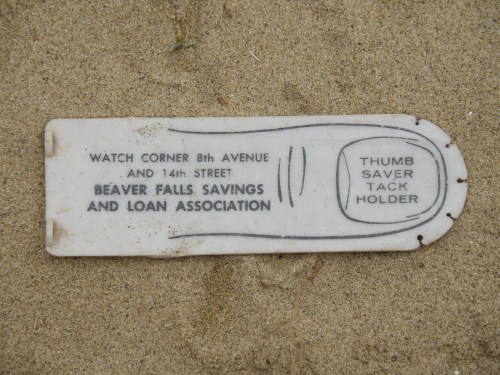 WATCH CORNER 8th AVENUE
AND 14th STREET
BEAVER FALLS SAVINGS
AND LOAN ASSOCIATION
THUMB
SAVER
TACK
HOLDER